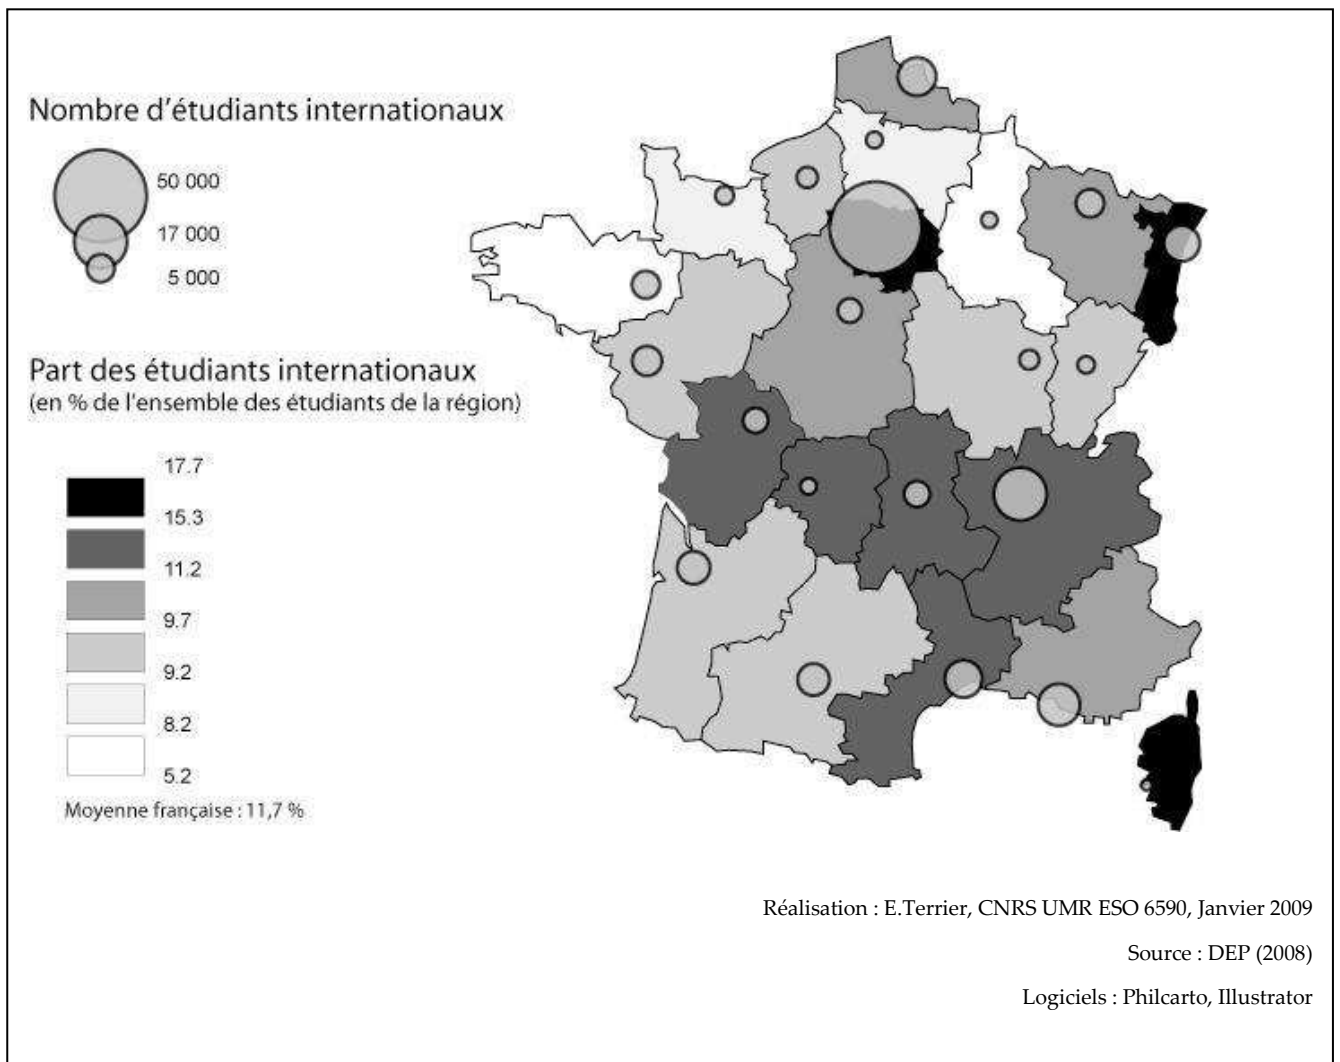 Nombre d'étudiants internationaux
50 000
17 000
5 000
Part des étudiants internationaux
(en % de l'ensemble des étudiants de la région)
17.7
15.3
11.2
9.7
9.2
8.2
5.2
Moyenne française : 11,7 %
Réalisation : E.Terrier, CNRS UMR ESO 6590, Janvier 2009
Source : DEP (2008)
Logiciels : Philcarto, Illustrator